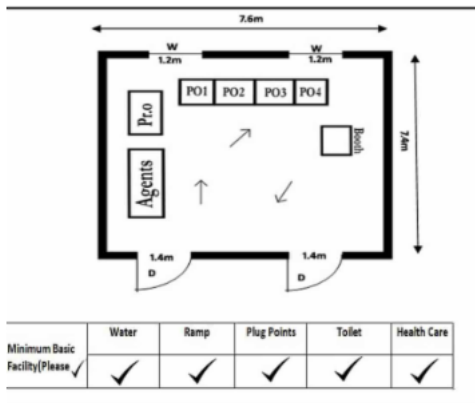 7.6m
W
1.2m
W
1.2m
PO1 PO2 PO3 PO4
Pr.o
Booth
7.4m
Agents
1.4m
D
1.4m
D
Water Ramp Plug Points Toilet Health Care
Minimum Basic
Facility(Please ✓ ✓ ✓ ✓ ✓ ✓